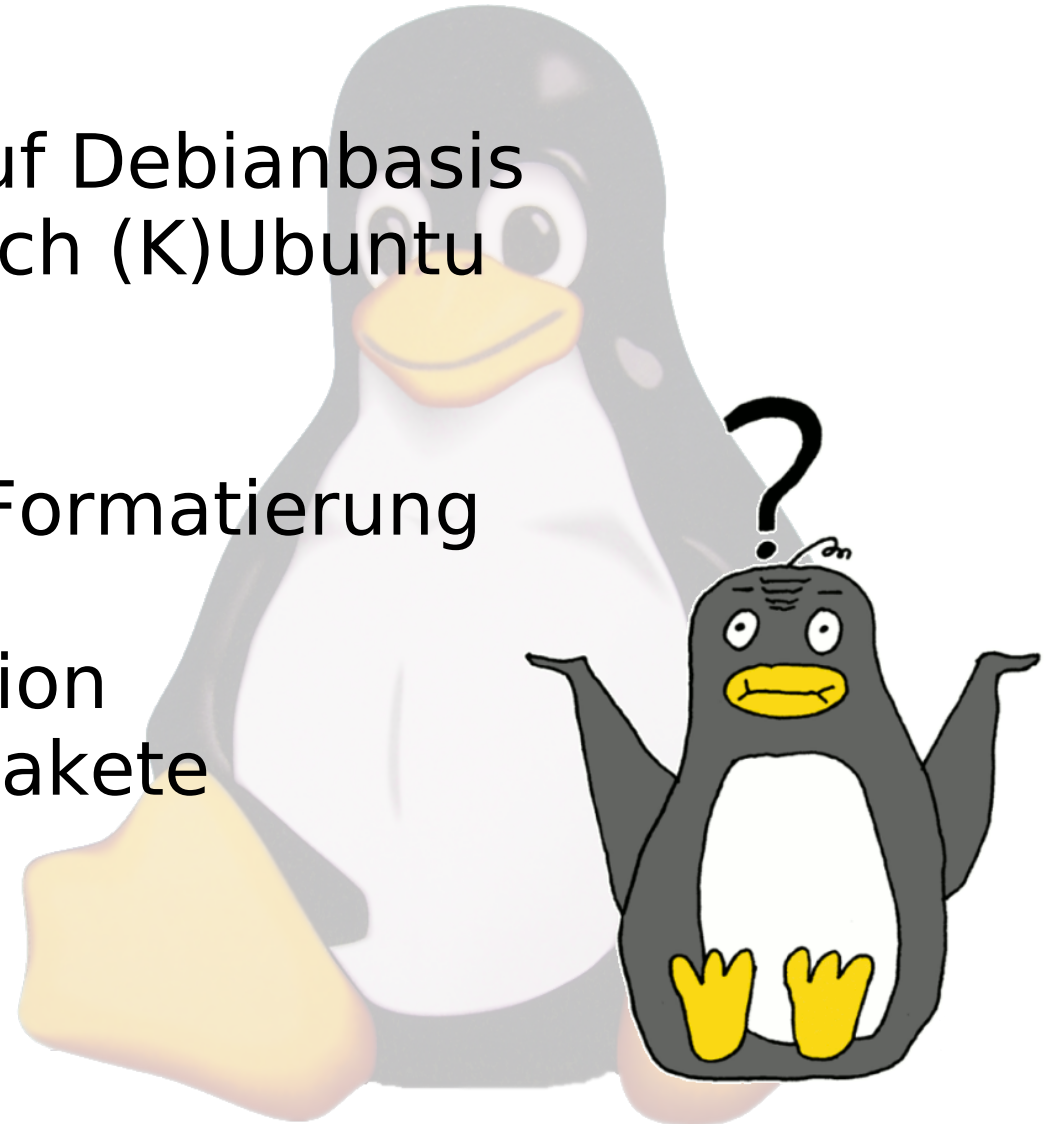 uf Debianbasis
ch (K)Ubuntu
Formatierung
ion
akete
?